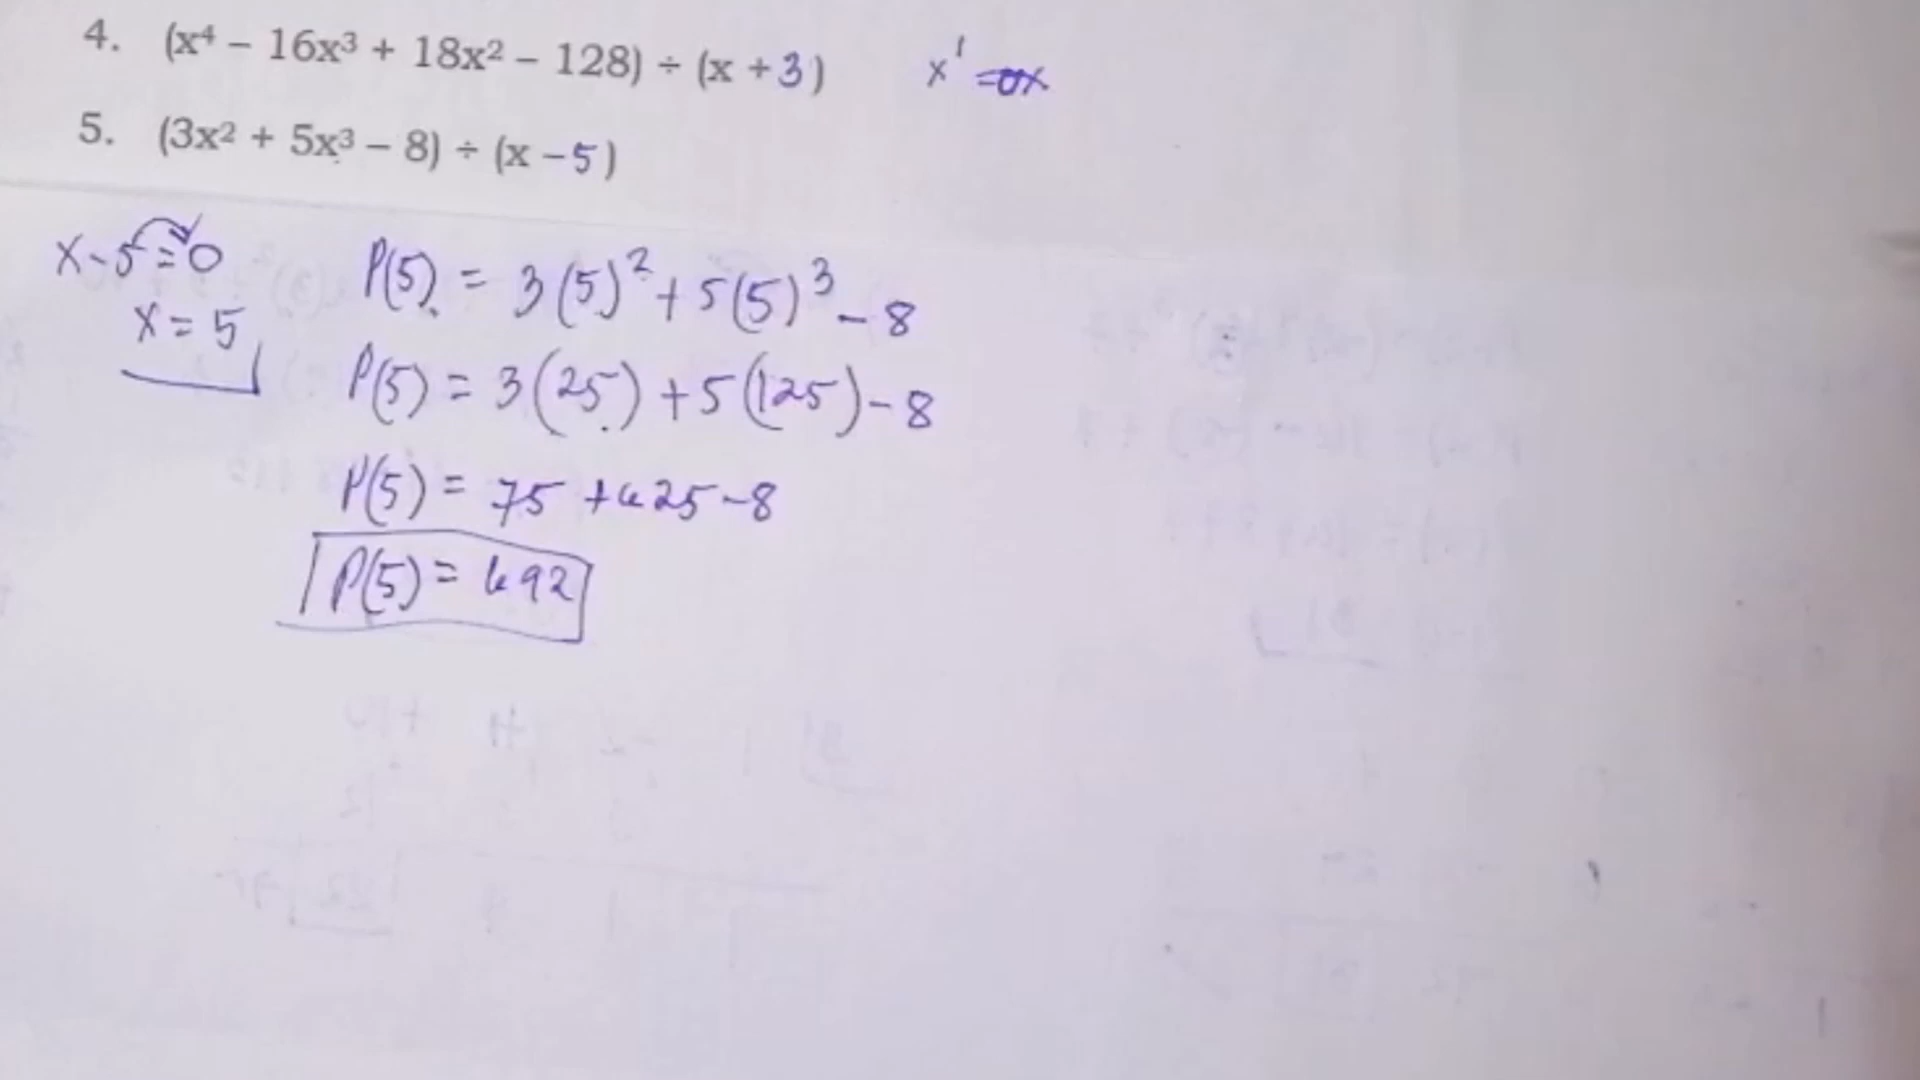 4. (x⁴ – 16x³ + 18x² – 128) ÷ (x + 3) x¹ = 0x
5. (3x² + 5x³ – 8) ÷ (x – 5)
x - 5 = 0
x = 5
P(5) = 3(5)² + 5(5)³ - 8
P(5) = 3(25) + 5(125) - 8
P(5) = 75 + 625 - 8
P(5) = 692